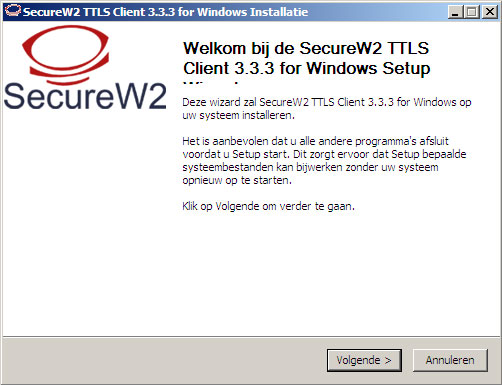 SecureW2 TTLS Client 3.3.3 for Windows Installatie
SecureW2
Welkom bij de SecureW2 TTLS
Client 3.3.3 for Windows Setup
Deze wizard zal SecureW2 TTLS Client 3.3.3 for Windows op
uw systeem installeren.
Het is aanbevolen dat u alle andere programma's afsluit
voordat u Setup start. Dit zorgt ervoor dat Setup bepaalde
systeembestanden kan bijwerken zonder uw systeem
opnieuw op te starten.
Klik op Volgende om verder te gaan.
Volgende >
Annuleren